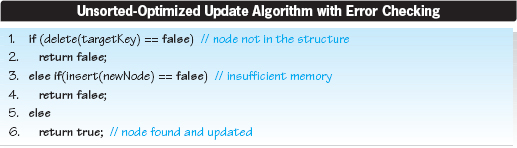 Unsorted-Optimized Update Algorithm with Error Checking
1. if (delete(targetKey) == false) // node not in the structure
2. return false;
3. else if(insert(newNode) == false) // insufficient memory
4. return false;
5. else
6. return true; // node found and updated